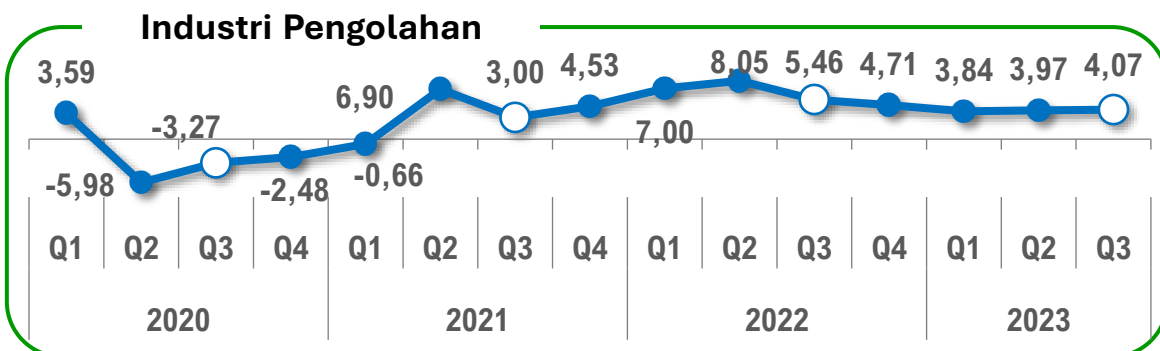 Industri Pengolahan
3,59 -5,98 -3,27 -2,48 -0,66 6,90 3,00 4,53 7,00 8,05 5,46 4,71 3,84 3,97 4,07
Q1 Q2 Q3 Q4 Q1 Q2 Q3 Q4 Q1 Q2 Q3 Q4 Q1 Q2 Q3
2020 2021 2022 2023